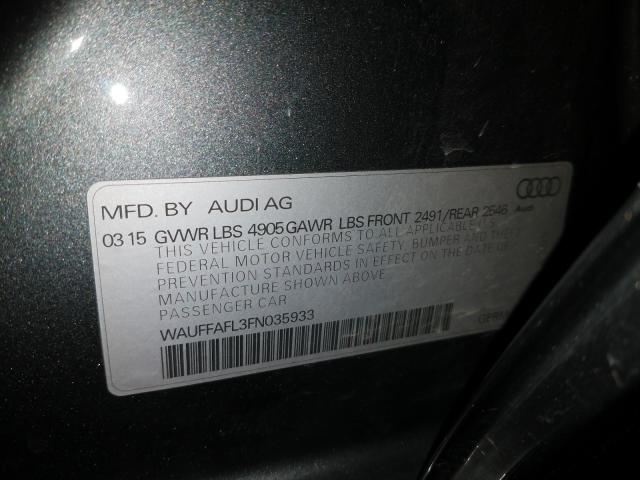 MFD. BY AUDI AG
Audi
03 15 GVWR LBS 4905 GAWR LBS FRONT 2491/REAR 2546
THIS VEHICLE CONFORMS TO ALL APPLICABLE U.S.
FEDERAL MOTOR VEHICLE SAFETY, BUMPER AND THEFT
PREVENTION STANDARDS IN EFFECT ON THE DATE OF
MANUFACTURE SHOWN ABOVE.
PASSENGER CAR
WAUFFAFL3FN035933